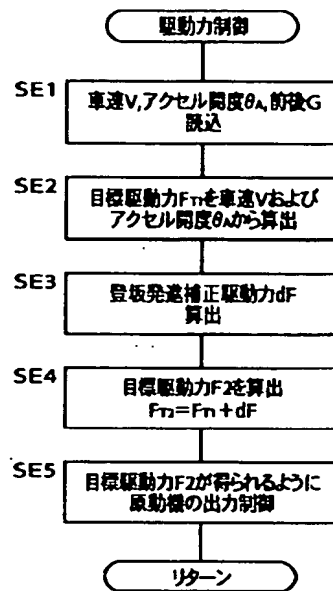 駆動力制御
SE1
車速V,アクセル開度θA,前後G
読込
SE2
目標駆動力FT1を車速Vおよび
アクセル開度θAから算出
SE3
登坂発進補正駆動力dF
算出
SE4
目標駆動力F2を算出
FT2=FT1+dF
SE5
目標駆動力F2が得られるように
原動機の出力制御
リターン